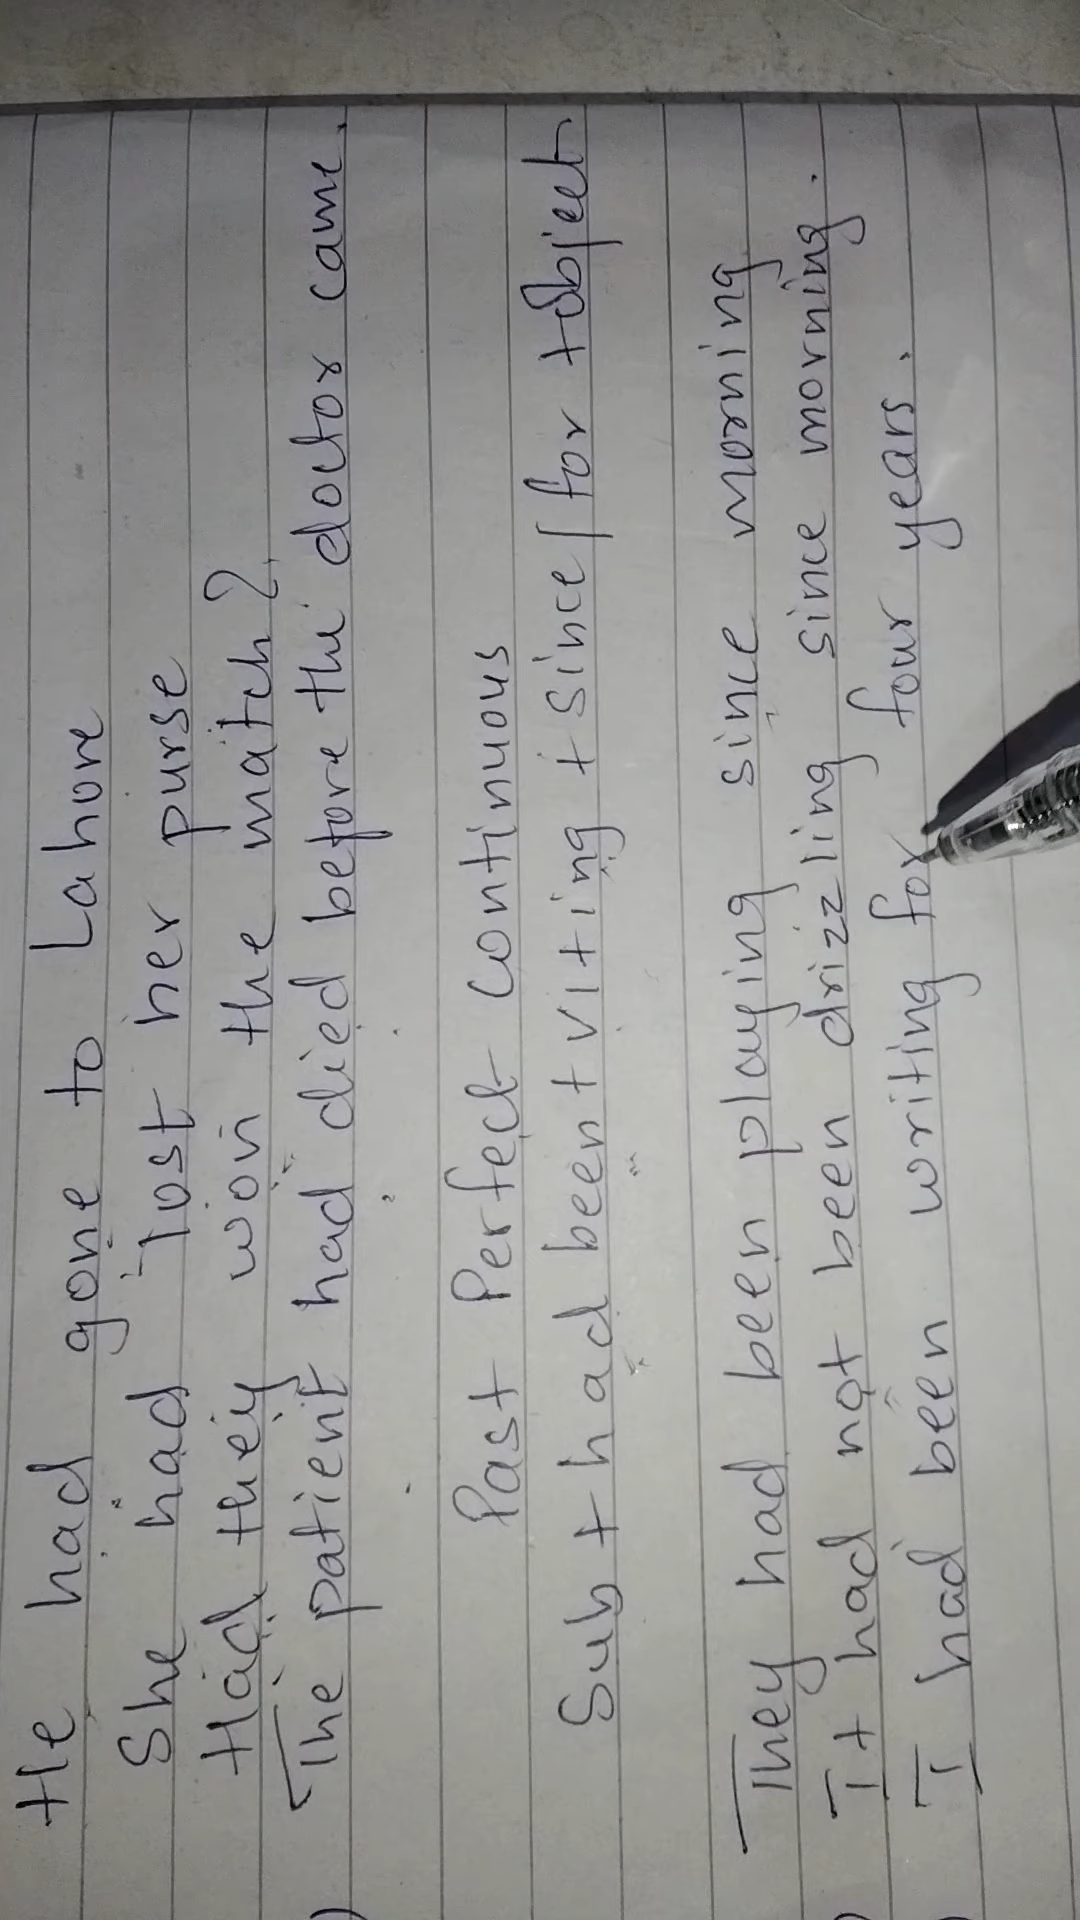 He had gone to Lahore
She had lost her purse
Had they won the match?
) The patient had died before the doctor came.
Past Perfect Continuous
Sub + had been + v1 + ing + since / for + object
They had been playing since morning
) It had not been drizzling since morning.
) I had been writing for four years.